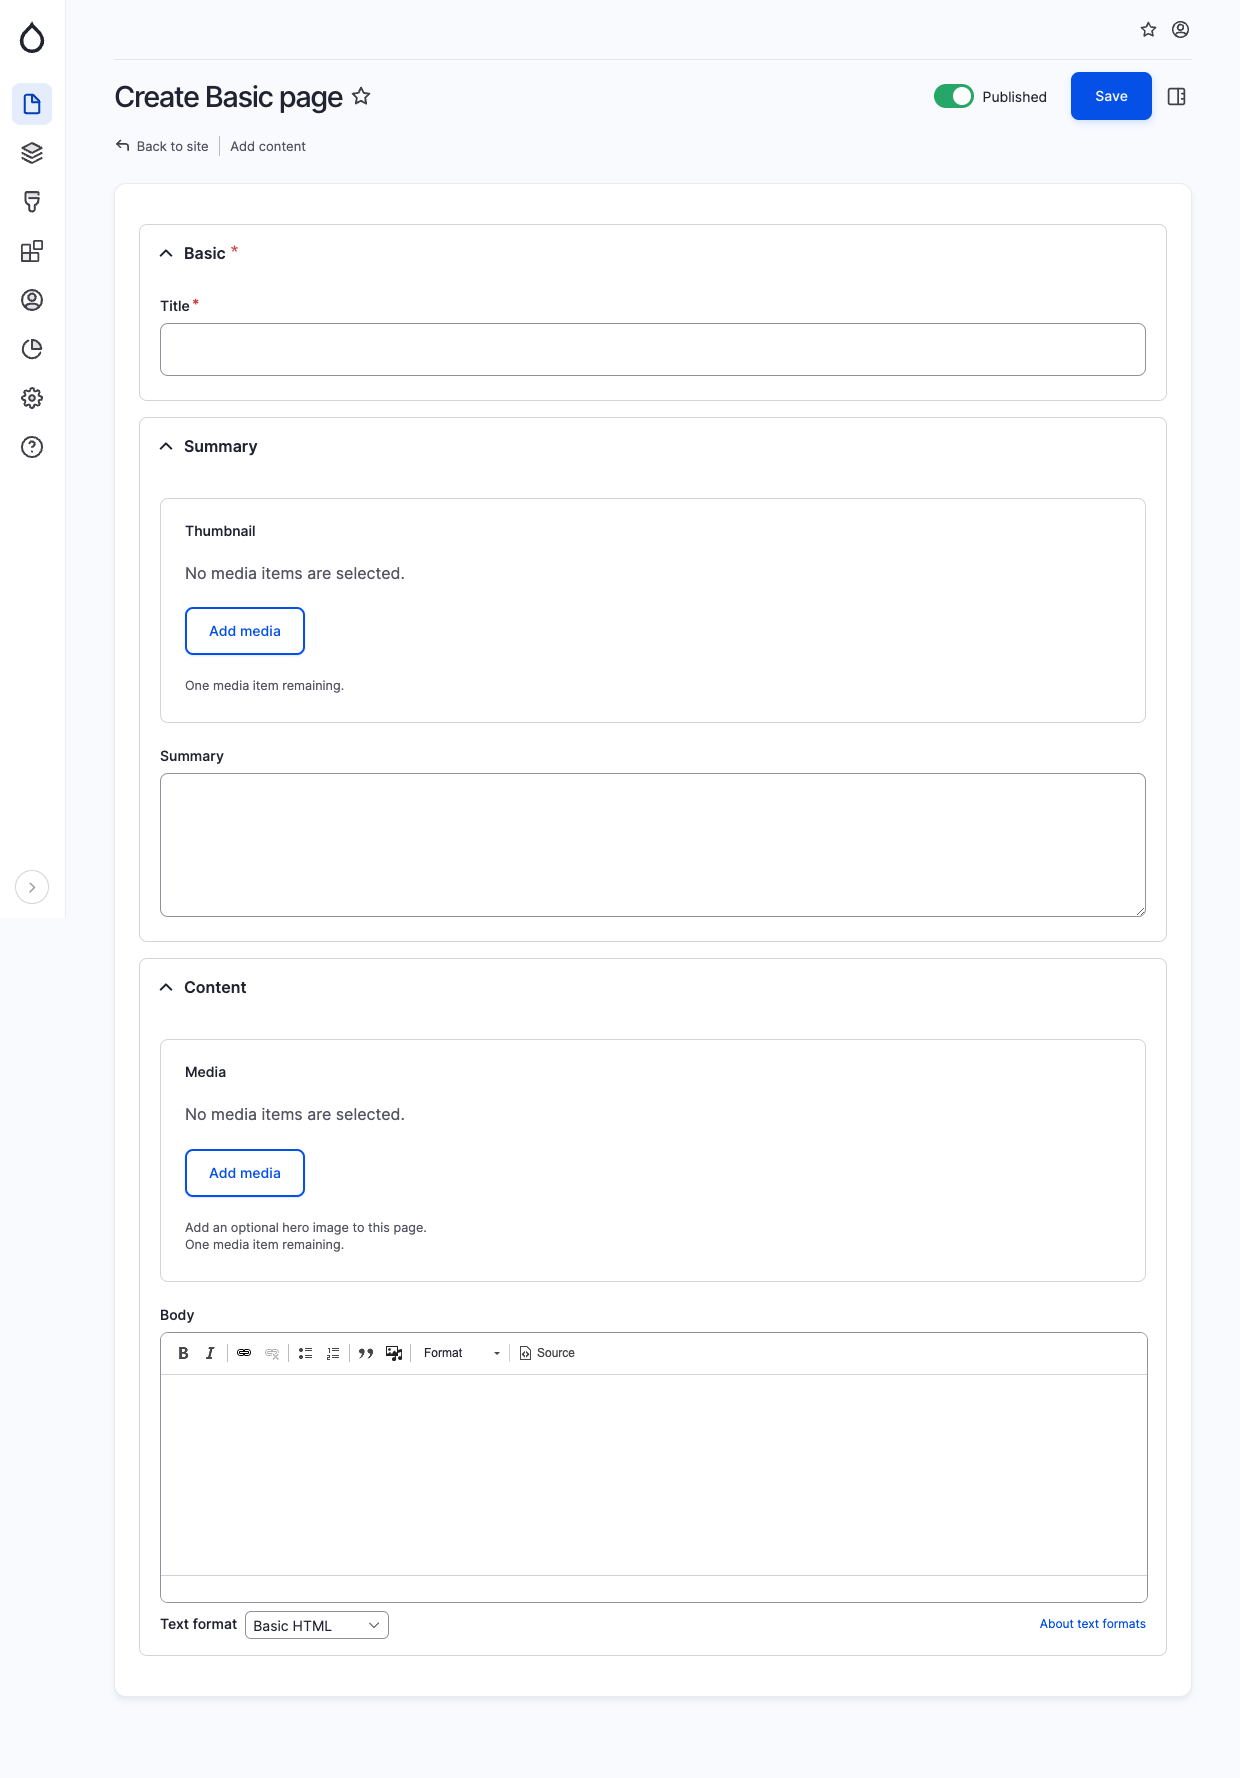 Create Basic page
Published
Save
Back to site
Add content
Basic *
Title *
Summary
Thumbnail
No media items are selected.
Add media
One media item remaining.
Summary
Content
Media
No media items are selected.
Add media
Add an optional hero image to this page.
One media item remaining.
Body
B I Format Source
Text format Basic HTML About text formats